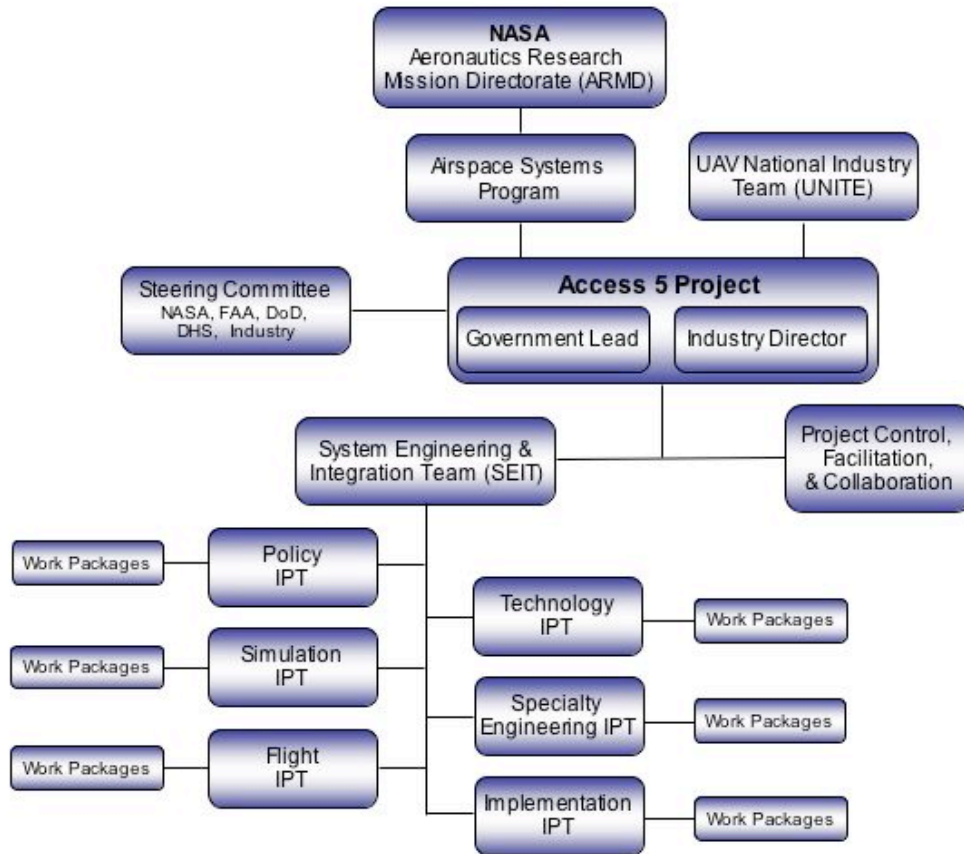 NASA
Aeronautics Research
Mission Directorate (ARMD)
Airspace Systems
Program
UAV National Industry
Team (UNITE)
Steering Committee
NASA, FAA, DoD,
DHS, Industry
Access 5 Project
Government Lead
Industry Director
System Engineering &
Integration Team (SEIT)
Project Control,
Facilitation,
& Collaboration
Work Packages
Policy
IPT
Technology
IPT
Work Packages
Work Packages
Simulation
IPT
Specialty
Engineering IPT
Work Packages
Work Packages
Flight
IPT
Implementation
IPT
Work Packages